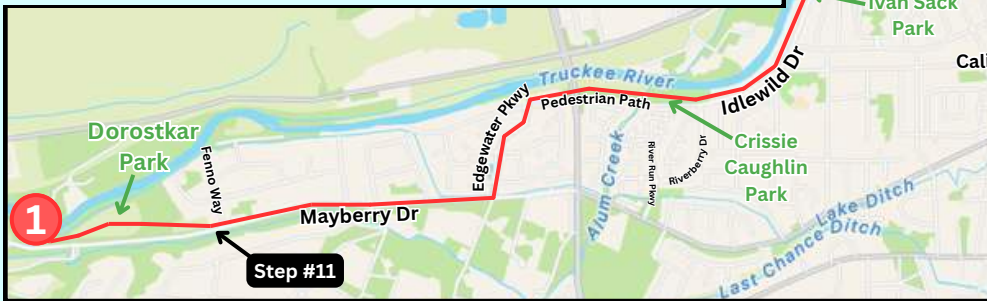 Ivan Sack
Park
Cali
Truckee River
Idlewild Dr
Pedestrian Path
Edgewater Pkwy
Dorostkar
Park
Crissie
Caughlin
Park
Fenno Way
River Run Pkwy
Riverberry Dr
Alum Creek
Mayberry Dr
1
Lake Ditch
Last Chance Ditch
Step #11